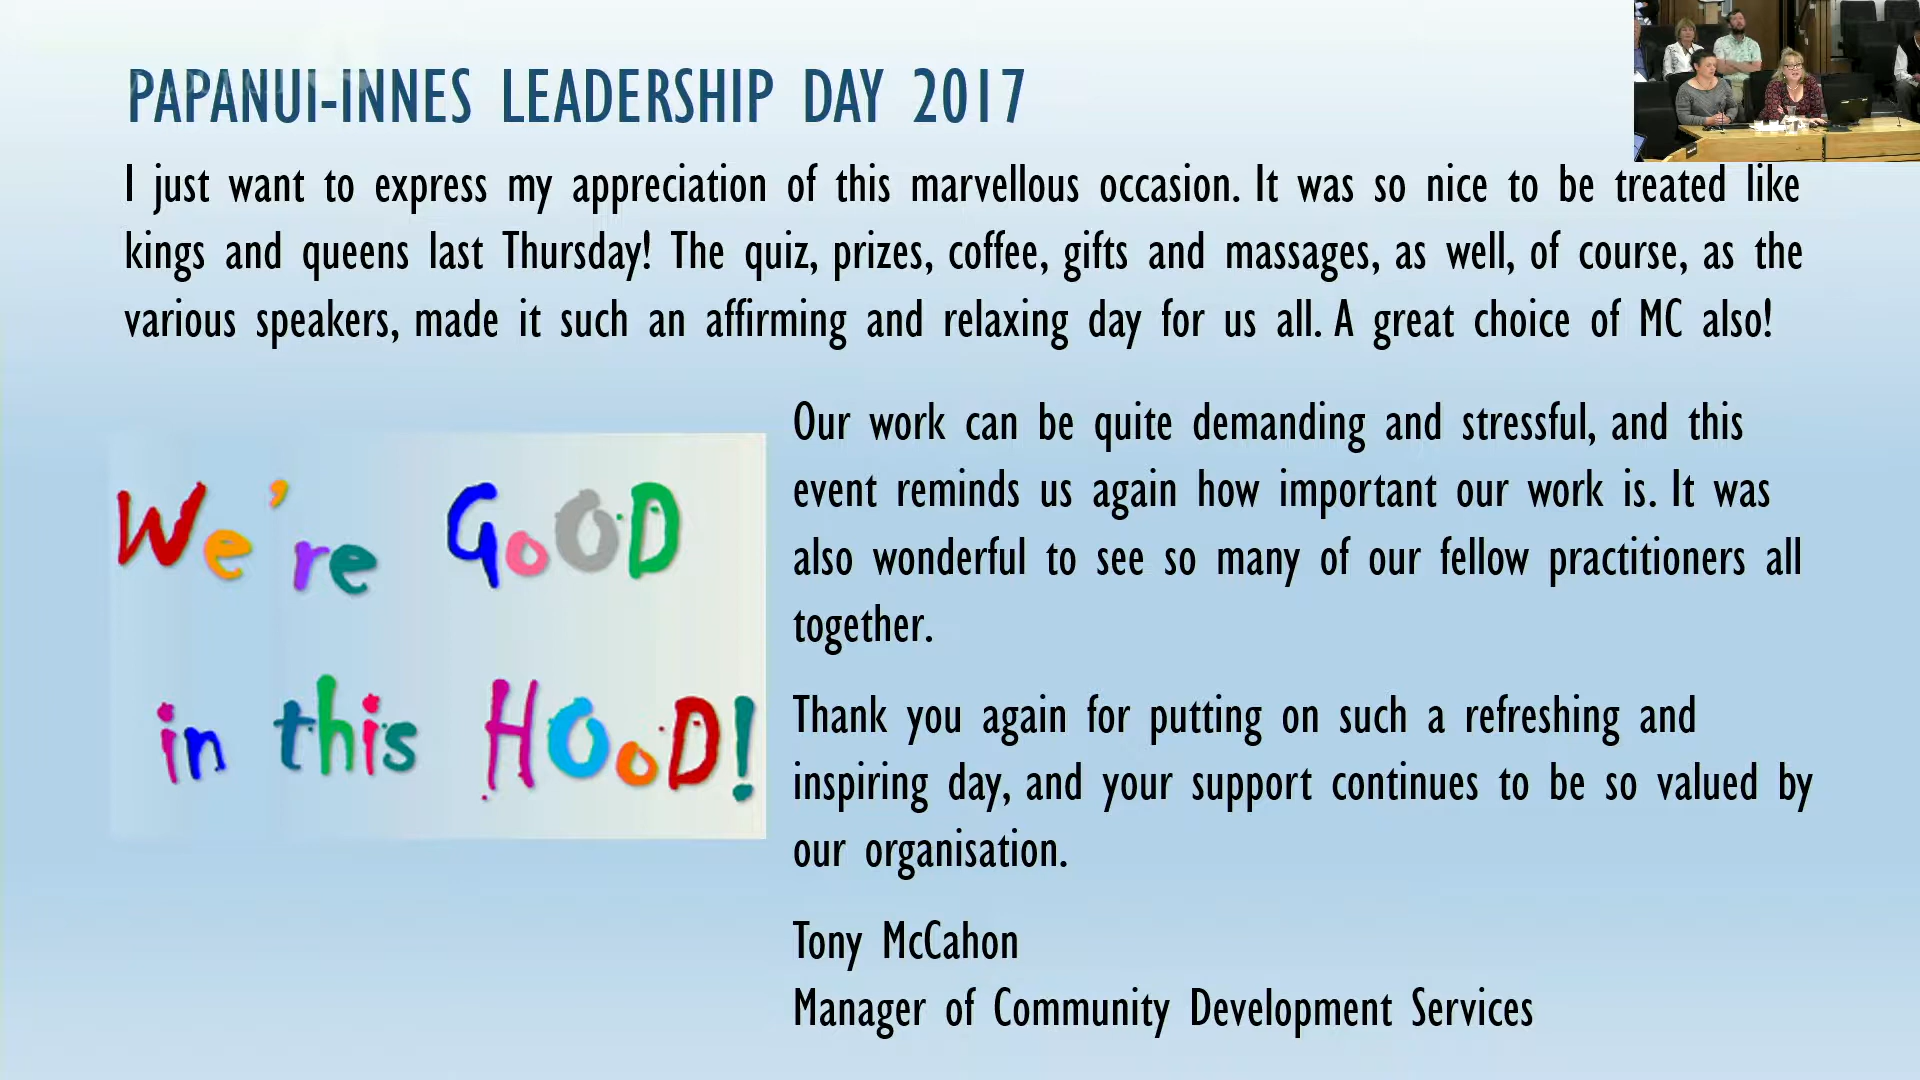 PAPANUI-INNES LEADERSHIP DAY 2017
I just want to express my appreciation of this marvellous occasion. It was so nice to be treated like
kings and queens last Thursday! The quiz, prizes, coffee, gifts and massages, as well, of course, as the
various speakers, made it such an affirming and relaxing day for us all. A great choice of MC also!
We're GooD
in this HOoD!
Our work can be quite demanding and stressful, and this
event reminds us again how important our work is. It was
also wonderful to see so many of our fellow practitioners all
together.
Thank you again for putting on such a refreshing and
inspiring day, and your support continues to be so valued by
our organisation.
Tony McCahon
Manager of Community Development Services